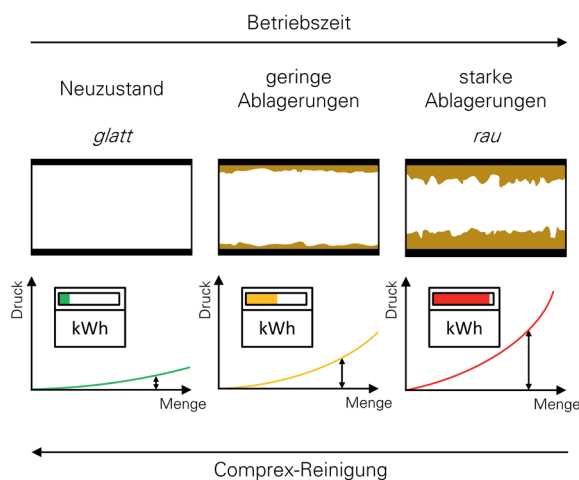 Betriebszeit
Neuzustand
geringe
Ablagerungen
starke
Ablagerungen
glatt
rau
Druck
kWh
Menge
Druck
kWh
Menge
Druck
kWh
Menge
Comprex-Reinigung